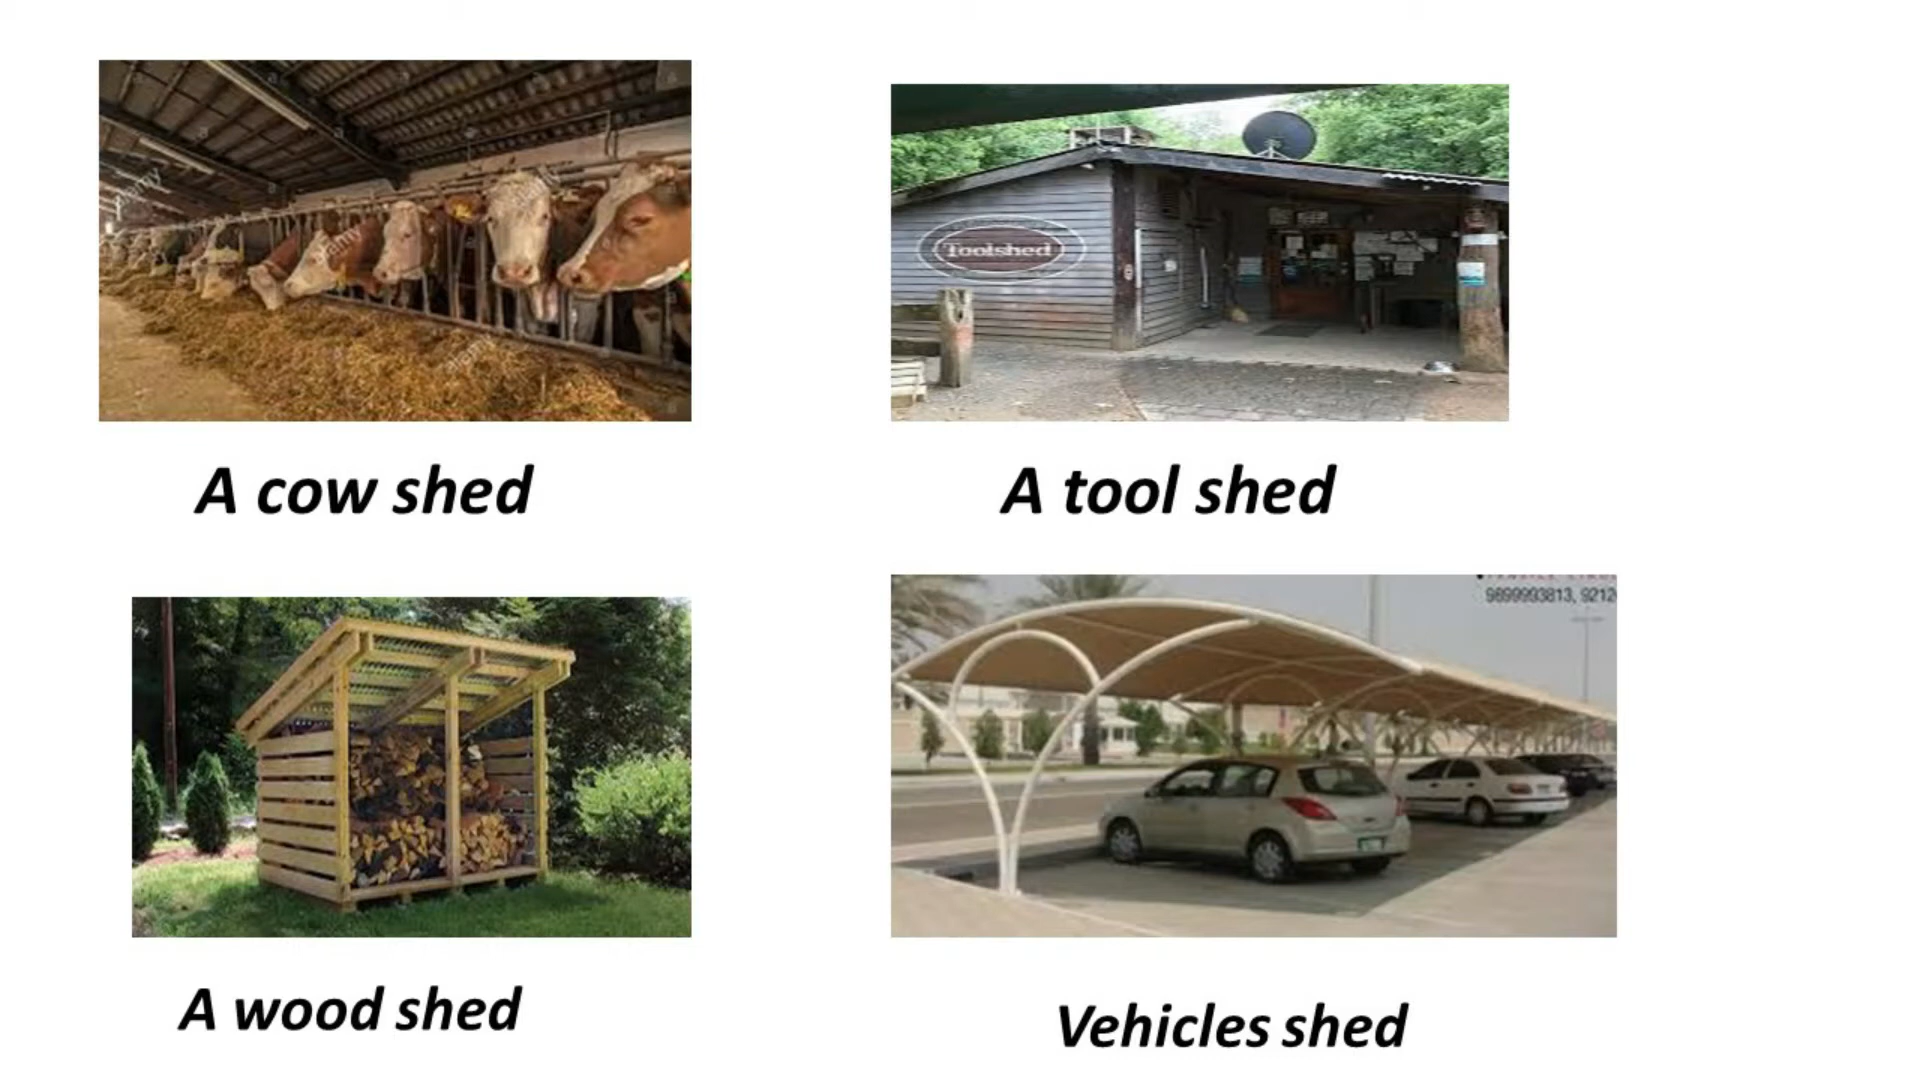 Toolshed
A cow shed
A tool shed
9899993813, 9212
A wood shed
Vehicles shed